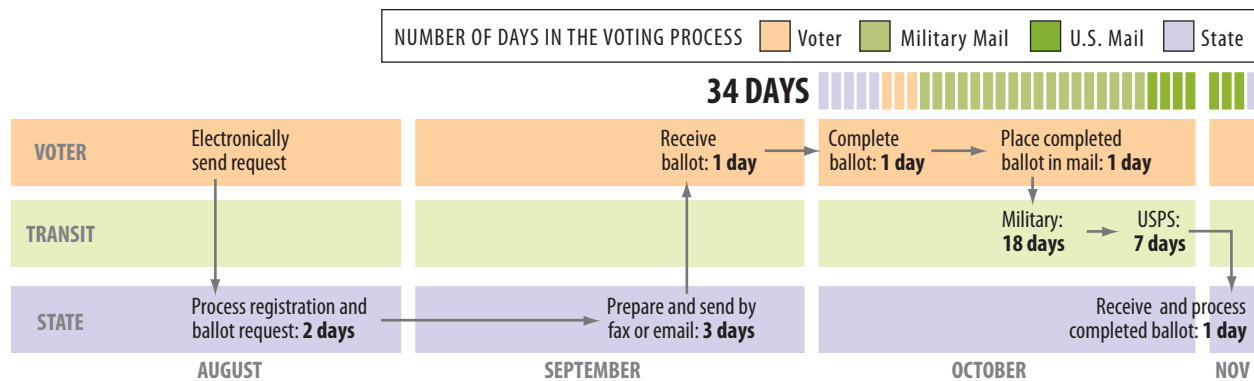 NUMBER OF DAYS IN THE VOTING PROCESS Voter Military Mail U.S. Mail State
34 DAYS
VOTER
Electronically
send request
Receive
ballot: 1 day
Complete
ballot: 1 day
Place completed
ballot in mail: 1 day
TRANSIT
Military:
18 days
USPS:
7 days
STATE
Process registration and
ballot request: 2 days
Prepare and send by
fax or email: 3 days
Receive and process
completed ballot: 1 day
AUGUST
SEPTEMBER
OCTOBER
NOV